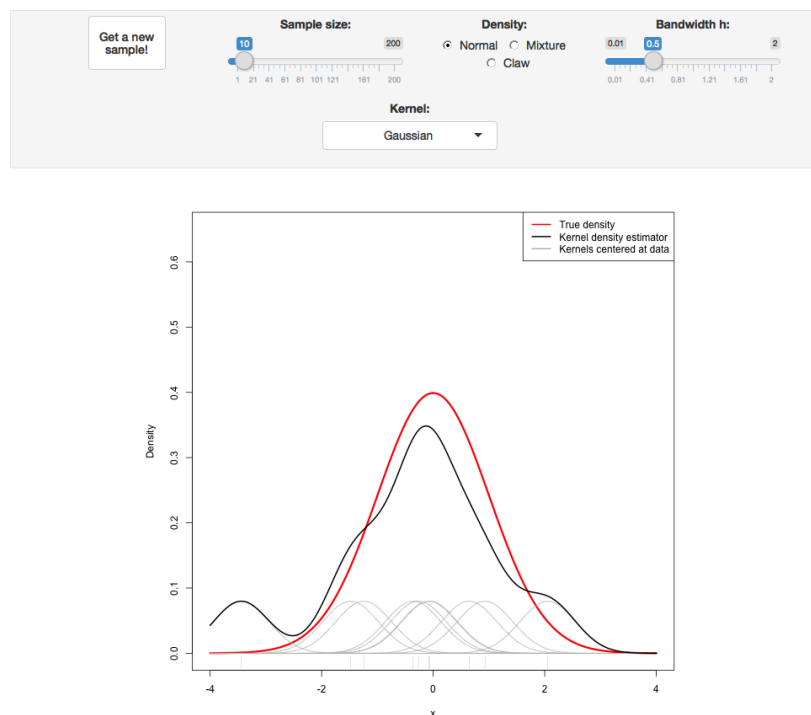 Get a new
sample!
Sample size:
10
200
1 21 41 61 81 101 121 161 200
Density:
Normal Mixture
Claw
Bandwidth h:
0.01
0.5
2
0.01 0.41 0.81 1.21 1.61 2
Kernel:
Gaussian
True density
Kernel density estimator
Kernels centered at data
0.6
0.5
0.4
0.3
0.2
0.1
0.0
Density
-4 -2 0 2 4
x